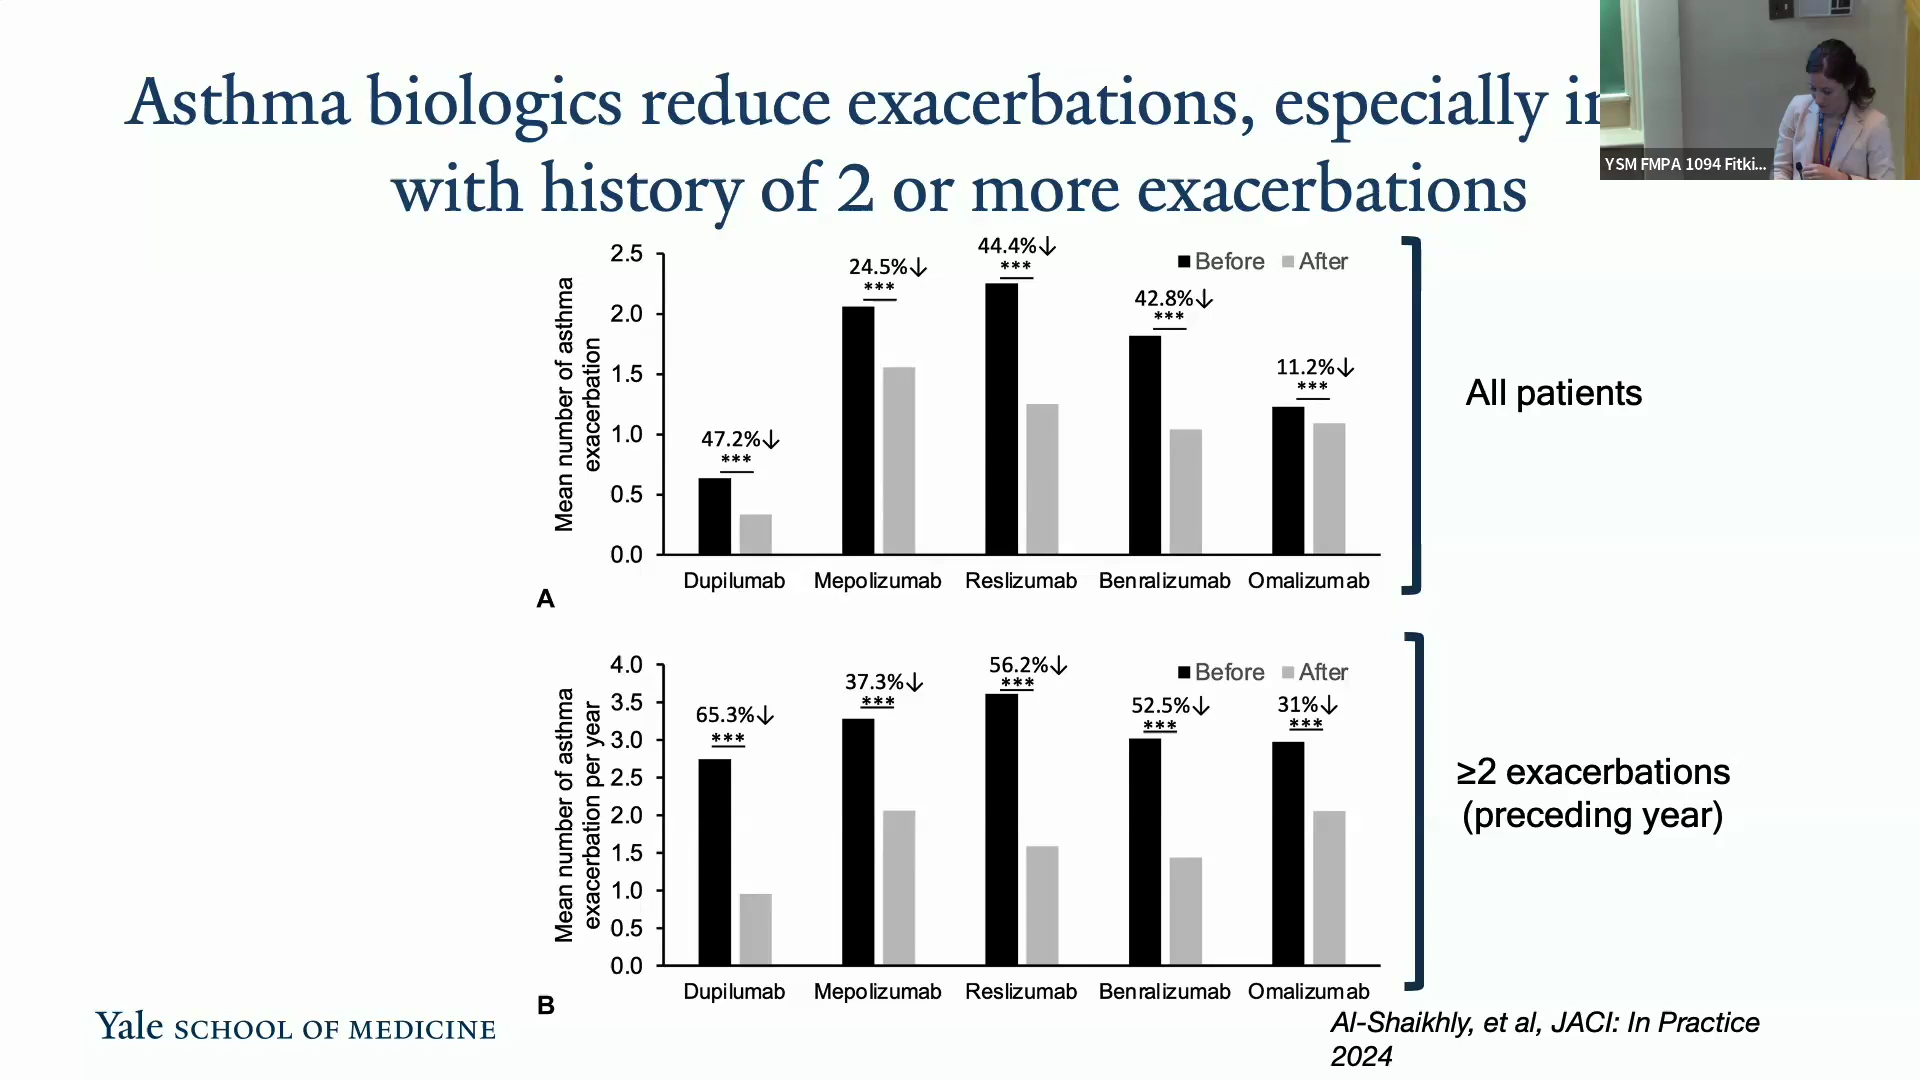 Asthma biologics reduce exacerbations, especially in
with history of 2 or more exacerbations
YSM FMPA 1094 Fitki...
Mean number of asthma
exacerbation
2.5
2.0
1.5
1.0
0.5
0.0
Before After
47.2%↓
***
24.5%↓
***
44.4%↓
***
42.8%↓
***
11.2%↓
***
Dupilumab Mepolizumab Reslizumab Benralizumab Omalizumab
A
All patients
Mean number of asthma
exacerbation per year
4.0
3.5
3.0
2.5
2.0
1.5
1.0
0.5
0.0
Before After
65.3%↓
***
37.3%↓
***
56.2%↓
***
52.5%↓
***
31%↓
***
Dupilumab Mepolizumab Reslizumab Benralizumab Omalizumab
B
≥2 exacerbations
(preceding year)
Yale SCHOOL OF MEDICINE
Al-Shaikhly, et al, JACI: In Practice
2024